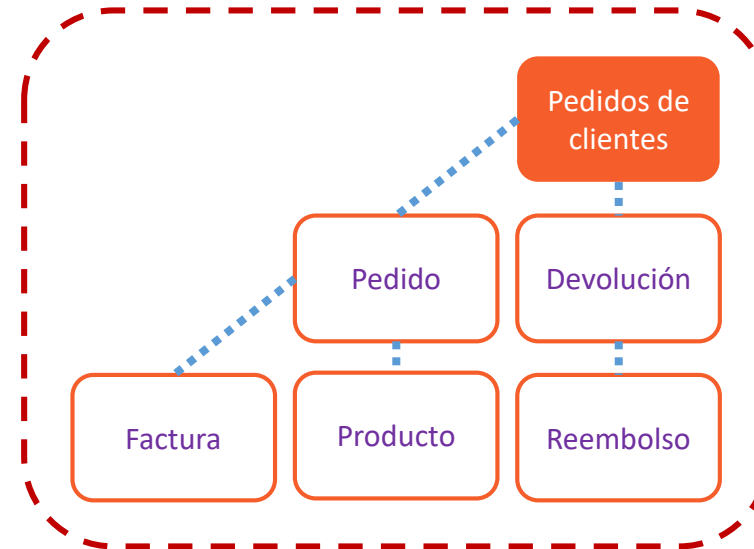 Pedidos de
clientes
Pedido
Devolución
Factura
Producto
Reembolso